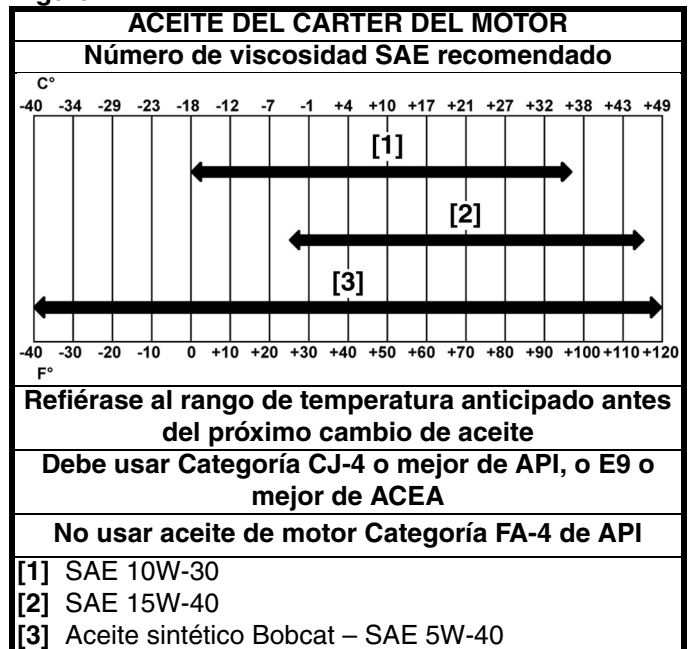 ACEITE DEL CARTER DEL MOTOR
Número de viscosidad SAE recomendado
C°
-40 -34 -29 -23 -18 -12 -7 -1 +4 +10 +17 +21 +27 +32 +38 +43 +49
[1]
[2]
[3]
-40 -30 -20 -10 0 +10 +20 +30 +40 +50 +60 +70 +80 +90 +100 +110 +120
F°
Refiérase al rango de temperatura anticipado antes
del próximo cambio de aceite
Debe usar Categoría CJ-4 o mejor de API, o E9 o
mejor de ACEA
No usar aceite de motor Categoría FA-4 de API
[1] SAE 10W-30
[2] SAE 15W-40
[3] Aceite sintético Bobcat – SAE 5W-40